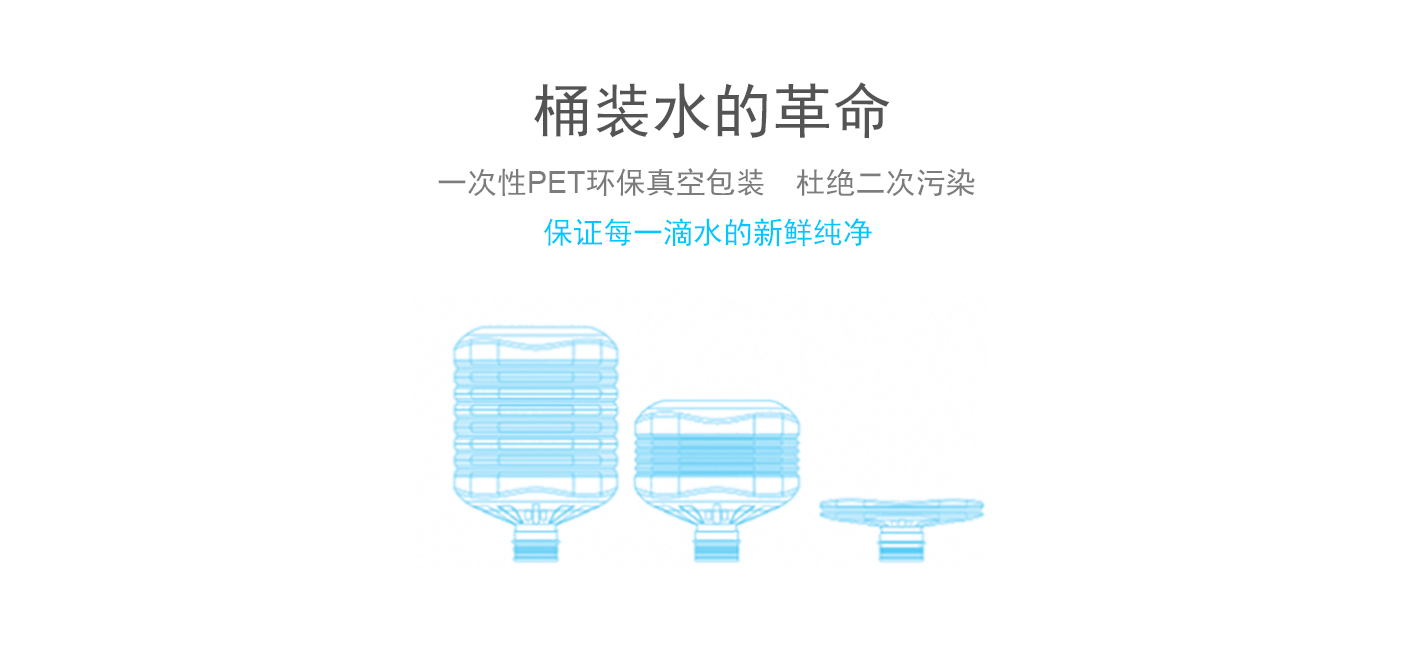 桶装水的革命
一次性PET环保真空包装 杜绝二次污染
保证每一滴水的新鲜纯净